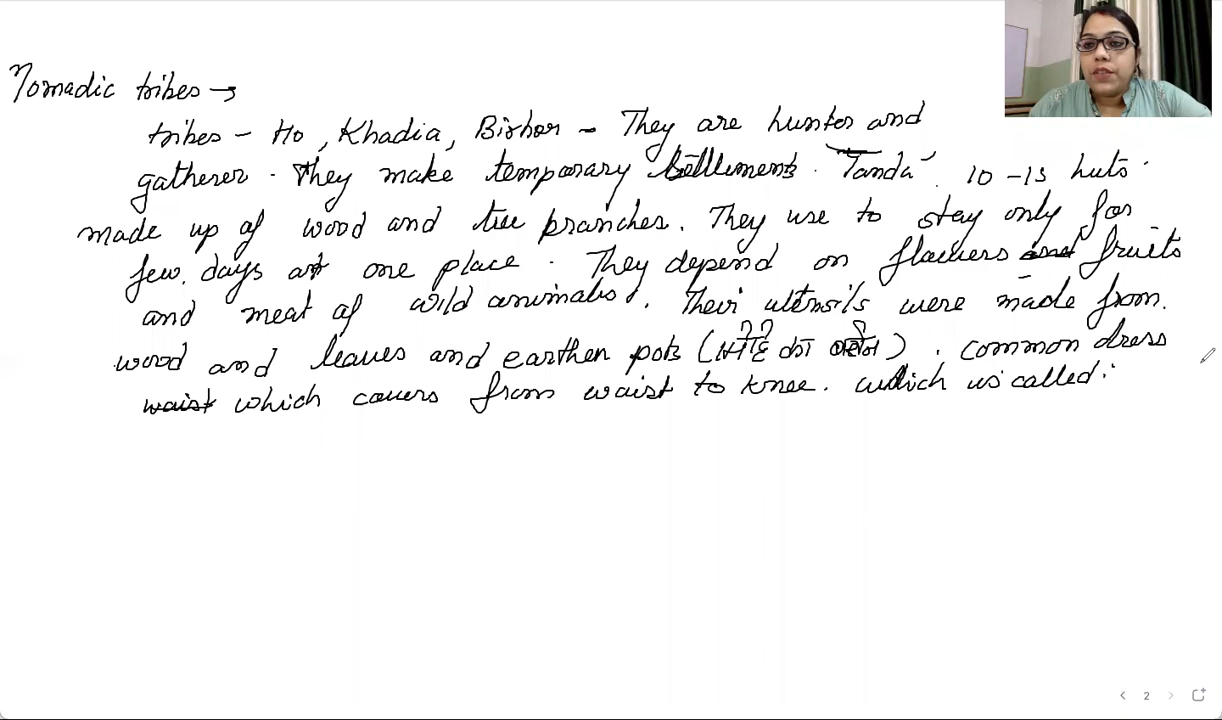 Nomadic tribes →
tribes - Ho, Khadia, Birhor - They are hunter and
gatherer. They make temporary settlements. "Tanda". 10-15 huts.
made up of wood and tree branches. They use to stay only for
few days at one place. They depend on flowers fruits
and meat of wild animals. Their utensils were made from.
wood and leaves and earthen pots ( का बर्तन ). common dress
waist which covers from waist to knee. which is called:
2